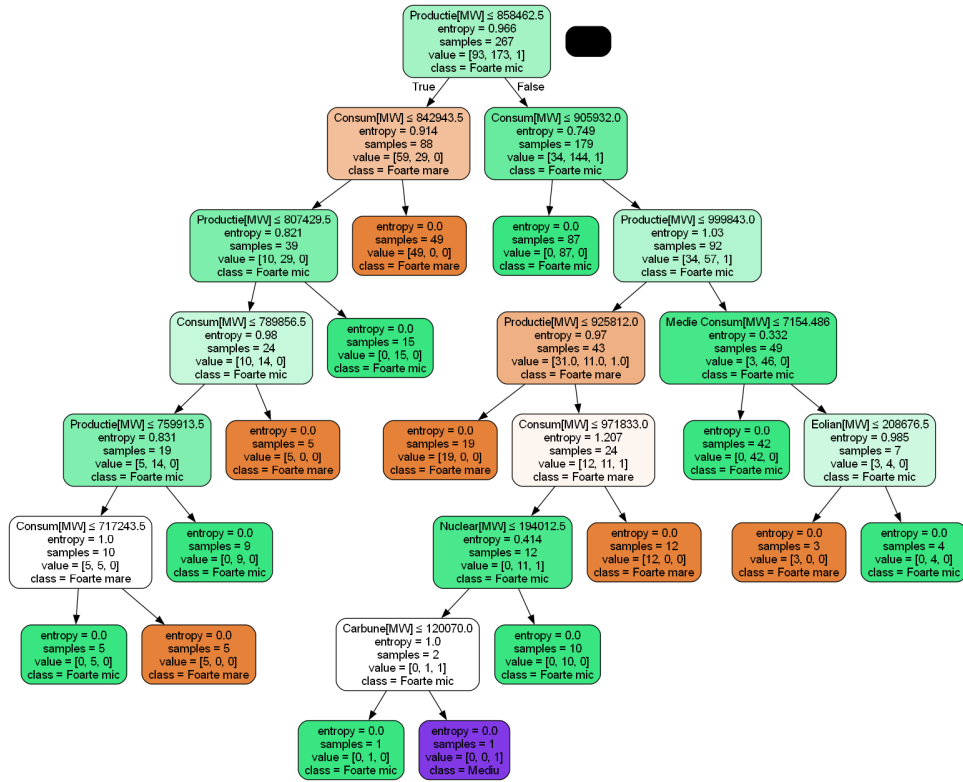 Productie[MW] ≤ 858462.5
entropy = 0.966
samples = 267
value = [93, 173, 1]
class = Foarte mic
True
False
Consum[MW] ≤ 842943.5
entropy = 0.914
samples = 88
value = [59, 29, 0]
class = Foarte mare
Consum[MW] ≤ 905932.0
entropy = 0.749
samples = 179
value = [34, 144, 1]
class = Foarte mic
Productie[MW] ≤ 807429.5
entropy = 0.821
samples = 39
value = [10, 29, 0]
class = Foarte mic
entropy = 0.0
samples = 49
value = [49, 0, 0]
class = Foarte mare
entropy = 0.0
samples = 87
value = [0, 87, 0]
class = Foarte mic
Productie[MW] ≤ 999843.0
entropy = 1.03
samples = 92
value = [34, 57, 1]
class = Foarte mic
Consum[MW] ≤ 789856.5
entropy = 0.98
samples = 24
value = [10, 14, 0]
class = Foarte mic
entropy = 0.0
samples = 15
value = [0, 15, 0]
class = Foarte mic
Productie[MW] ≤ 925812.0
entropy = 0.97
samples = 43
value = [31.0, 11.0, 1.0]
class = Foarte mare
Medie Consum[MW] ≤ 7154.486
entropy = 0.332
samples = 49
value = [3, 46, 0]
class = Foarte mic
Productie[MW] ≤ 759913.5
entropy = 0.831
samples = 19
value = [5, 14, 0]
class = Foarte mic
entropy = 0.0
samples = 5
value = [5, 0, 0]
class = Foarte mare
entropy = 0.0
samples = 19
value = [19, 0, 0]
class = Foarte mare
Consum[MW] ≤ 971833.0
entropy = 1.207
samples = 24
value = [12, 11, 1]
class = Foarte mare
entropy = 0.0
samples = 42
value = [0, 42, 0]
class = Foarte mic
Eolian[MW] ≤ 208676.5
entropy = 0.985
samples = 7
value = [3, 4, 0]
class = Foarte mic
Consum[MW] ≤ 717243.5
entropy = 1.0
samples = 10
value = [5, 5, 0]
class = Foarte mare
entropy = 0.0
samples = 9
value = [0, 9, 0]
class = Foarte mic
Nuclear[MW] ≤ 194012.5
entropy = 0.414
samples = 12
value = [0, 11, 1]
class = Foarte mic
entropy = 0.0
samples = 12
value = [12, 0, 0]
class = Foarte mare
entropy = 0.0
samples = 3
value = [3, 0, 0]
class = Foarte mare
entropy = 0.0
samples = 4
value = [0, 4, 0]
class = Foarte mic
entropy = 0.0
samples = 5
value = [0, 5, 0]
class = Foarte mic
entropy = 0.0
samples = 5
value = [5, 0, 0]
class = Foarte mare
Carbune[MW] ≤ 120070.0
entropy = 1.0
samples = 2
value = [0, 1, 1]
class = Foarte mic
entropy = 0.0
samples = 10
value = [0, 10, 0]
class = Foarte mic
entropy = 0.0
samples = 1
value = [0, 1, 0]
class = Foarte mic
entropy = 0.0
samples = 1
value = [0, 0, 1]
class = Mediu